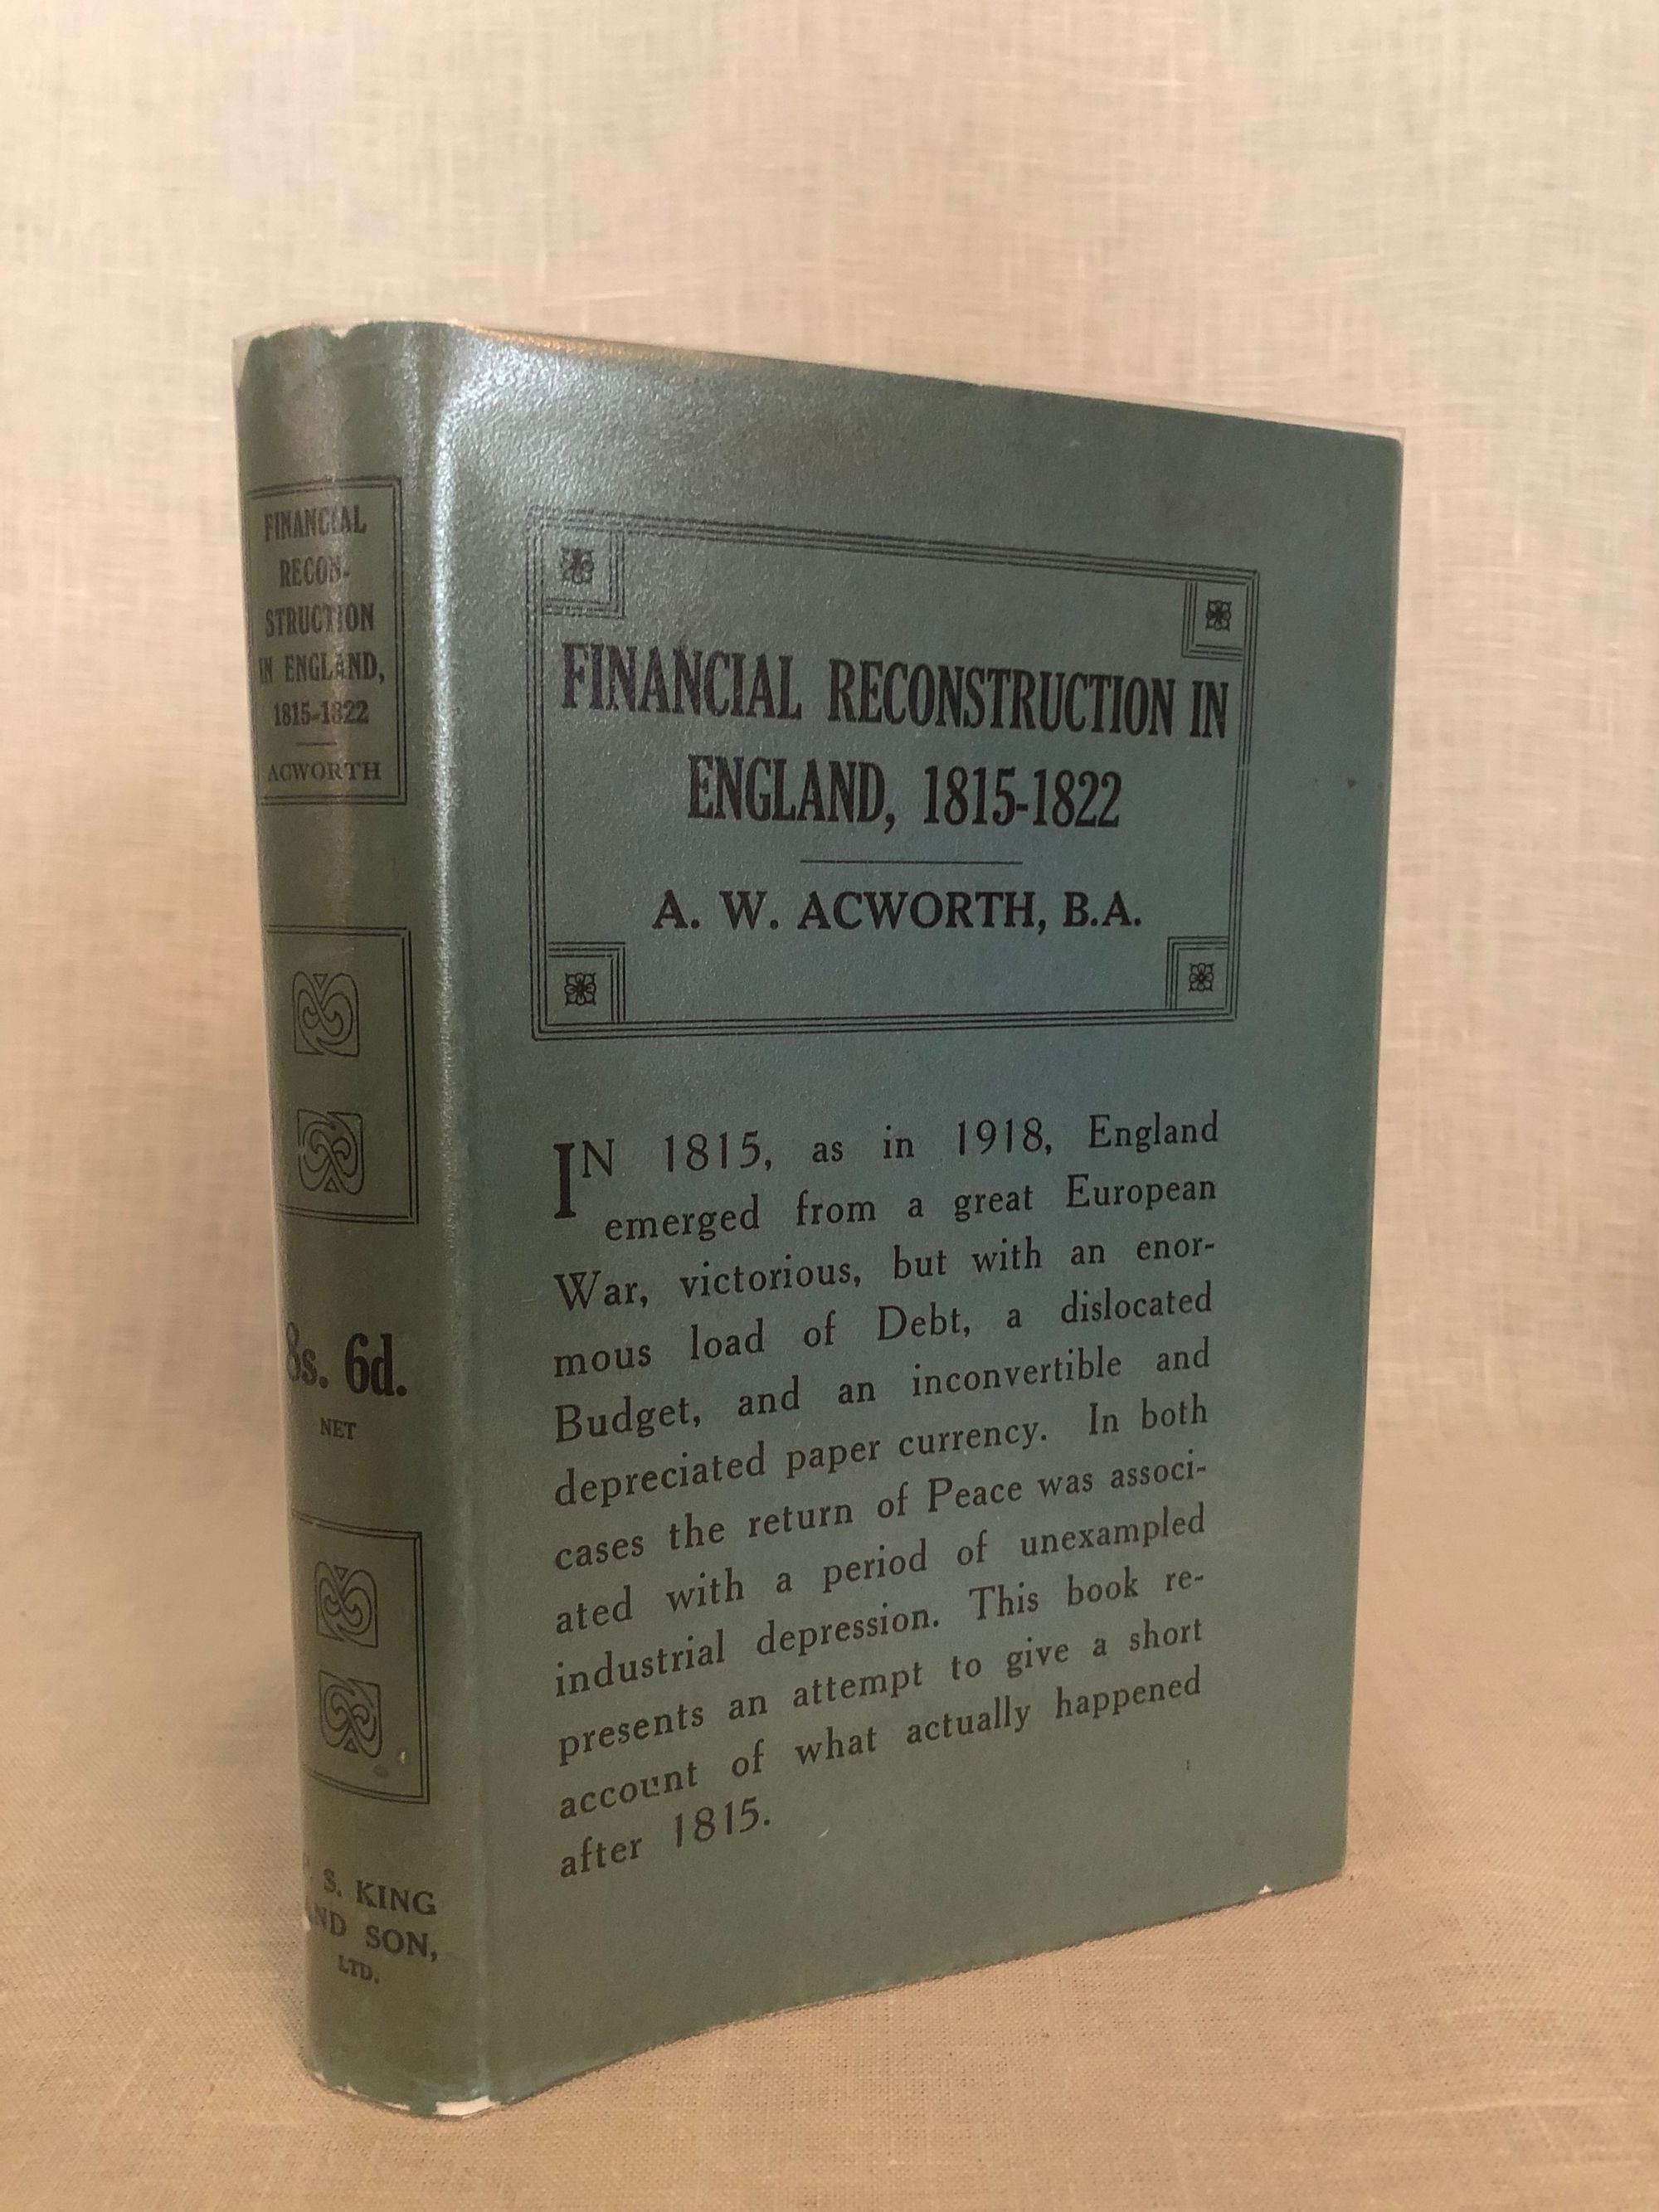 FINANCIAL
RECON-
STRUCTION
IN ENGLAND,
1815-1822
ACWORTH
8s. 6d.
NET
S. KING
AND SON,
LTD.
FINANCIAL RECONSTRUCTION IN
ENGLAND, 1815-1822
A. W. ACWORTH, B.A.
IN 1815, as in 1918, England
emerged from a great European
War, victorious, but with an enor-
mous load of Debt, a dislocated
Budget, and an inconvertible and
depreciated paper currency. In both
cases the return of Peace was associ-
ated with a period of unexampled
industrial depression. This book re-
presents an attempt to give a short
account of what actually happened
after 1815.